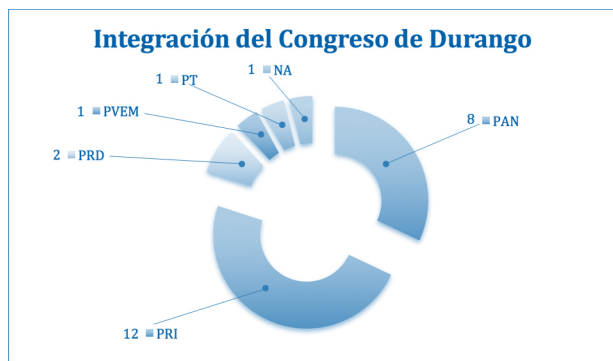 Integración del Congreso de Durango
1 NA
1 PT
1 PVEM
8 PAN
2 PRD
12 PRI